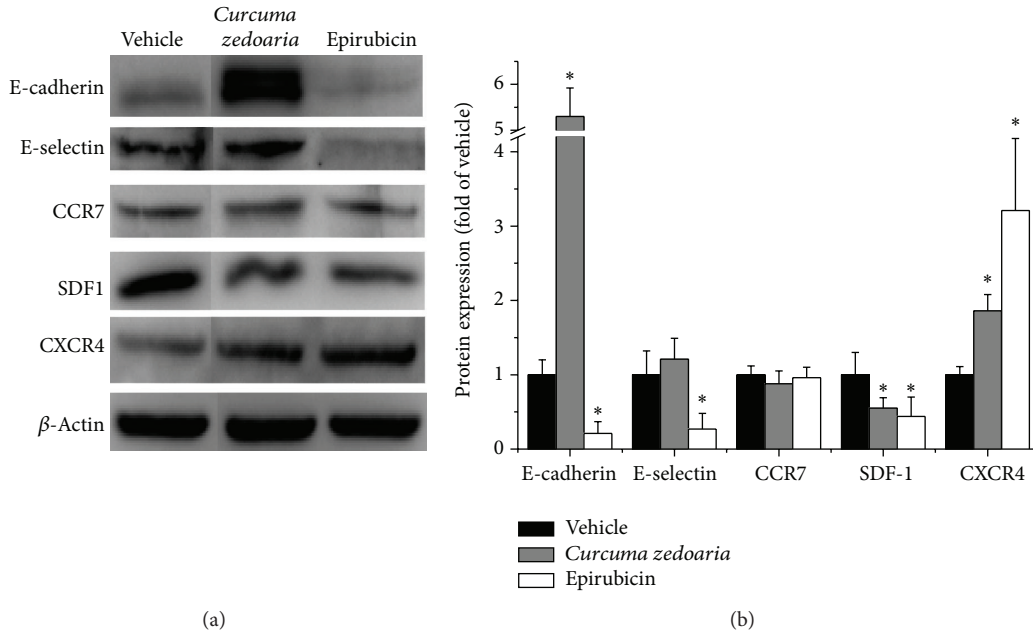 Vehicle
Curcuma
zedoaria
Epirubicin
E-cadherin
E-selectin
CCR7
SDF1
CXCR4
β-Actin
(a)
Protein expression (fold of vehicle)
6
5
4
3
2
1
0
*
*
*
*
*
*
*
E-cadherin
E-selectin
CCR7
SDF-1
CXCR4
Vehicle
Curcuma zedoaria
Epirubicin
(b)